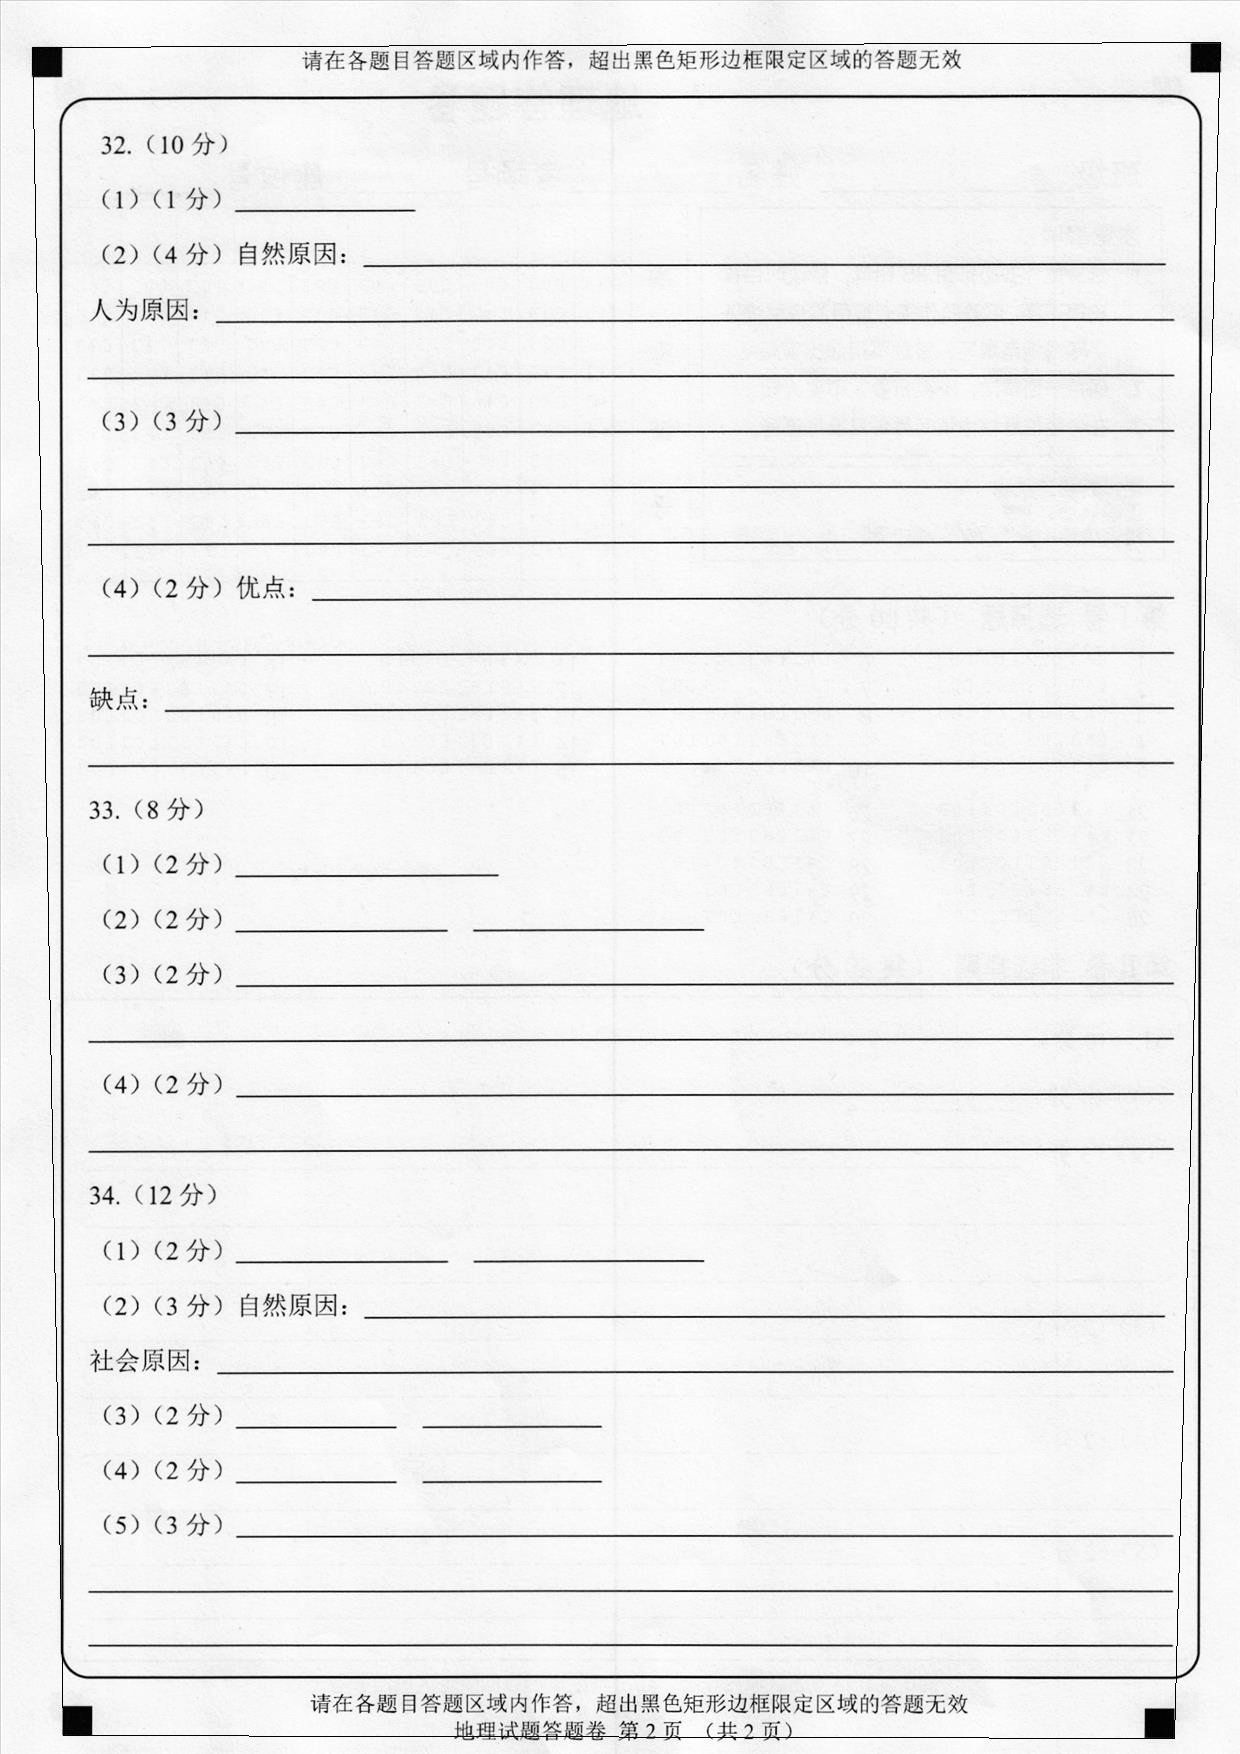 请在各题目答题区域内作答，超出黑色矩形边框限定区域的答题无效
32.（10 分）
（1）（1 分）
（2）（4 分）自然原因：
人为原因：
（3）（3 分）
（4）（2 分）优点：
缺点：
33.（8 分）
（1）（2 分）
（2）（2 分）
（3）（2 分）
（4）（2 分）
34.（12 分）
（1）（2 分）
（2）（3 分）自然原因：
社会原因：
（3）（2 分）
（4）（2 分）
（5）（3 分）
请在各题目答题区域内作答，超出黑色矩形边框限定区域的答题无效
地理试题答题卷 第 2 页 （共 2 页）